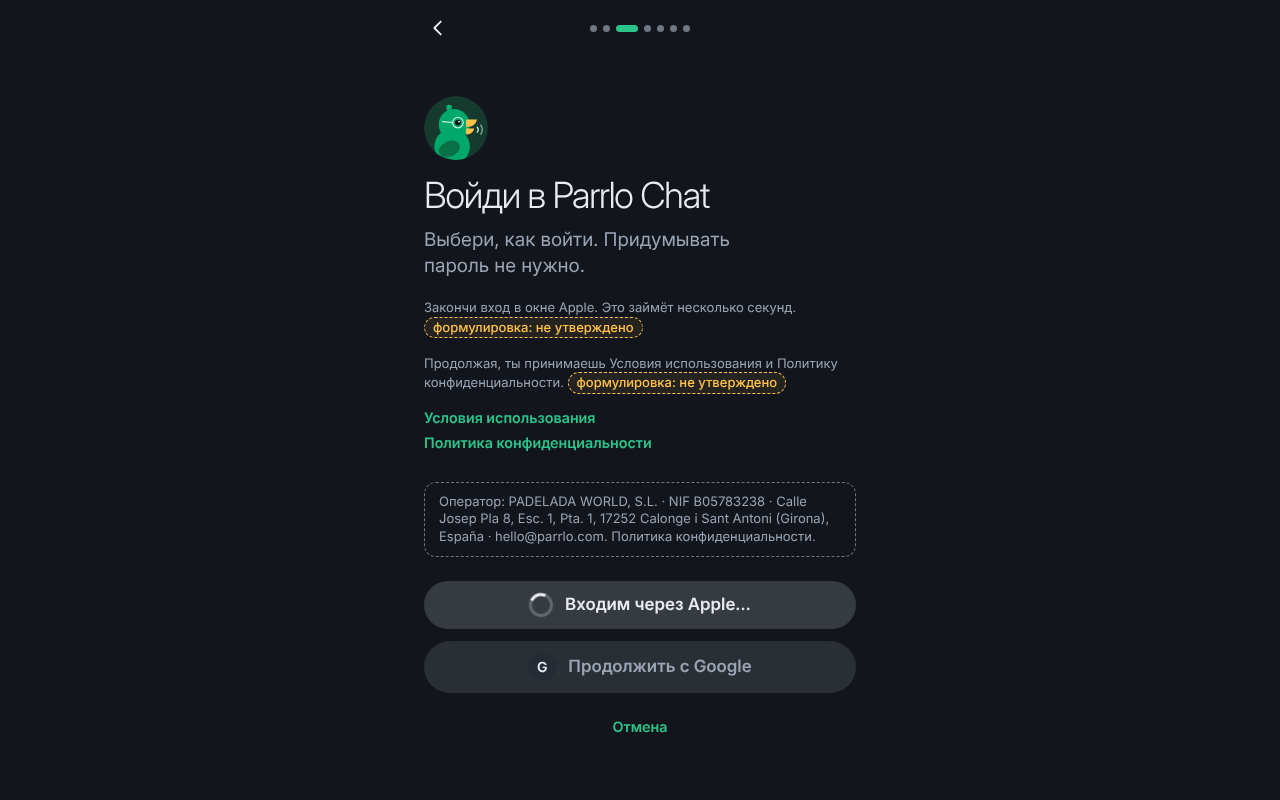 Войди в Parrlo Chat
Выбери, как войти. Придумывать
пароль не нужно.
Закончи вход в окне Apple. Это займёт несколько секунд.
формулировка: не утверждено
Продолжая, ты принимаешь Условия использования и Политику
конфиденциальности. формулировка: не утверждено
Условия использования
Политика конфиденциальности
Оператор: PADELADA WORLD, S.L. · NIF B05783238 · Calle
Josep Pla 8, Esc. 1, Pta. 1, 17252 Calonge i Sant Antoni (Girona),
España · hello@parrlo.com. Политика конфиденциальности.
Входим через Apple...
G Продолжить с Google
Отмена